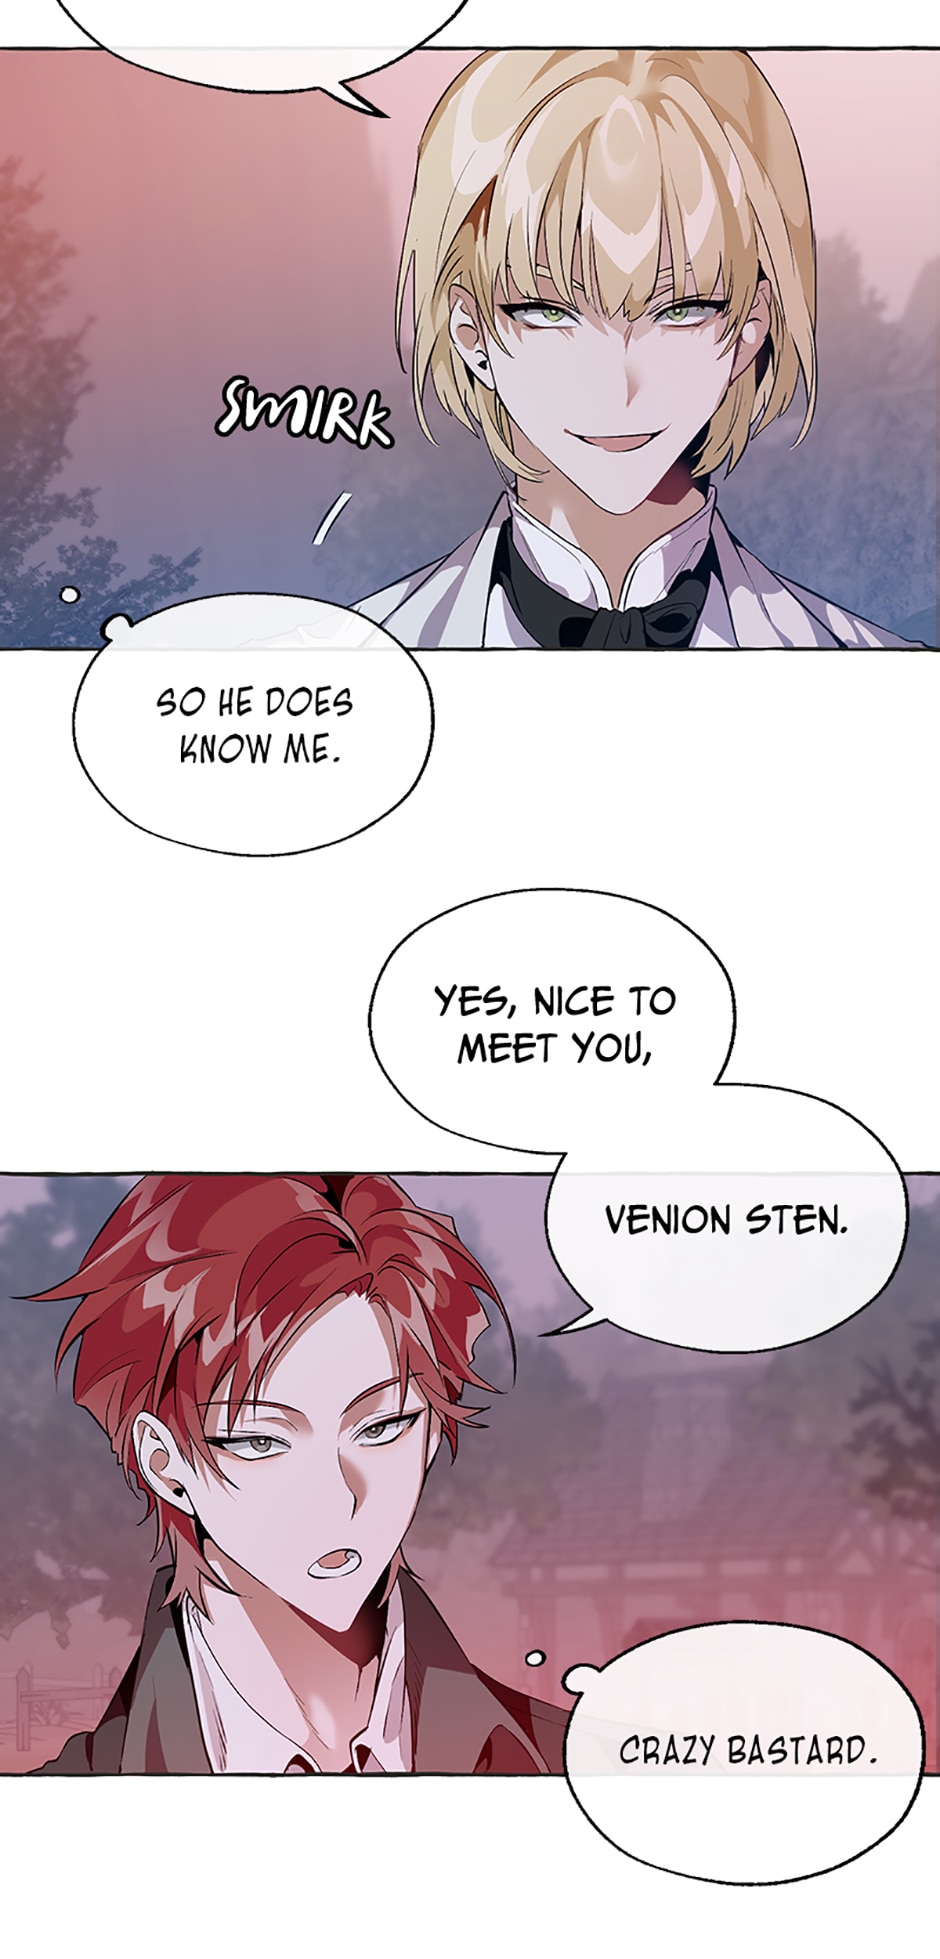 SMIRK
SO HE DOES
KNOW ME.
YES, NICE TO
MEET YOU,
VENION STEN.
CRAZY BASTARD.